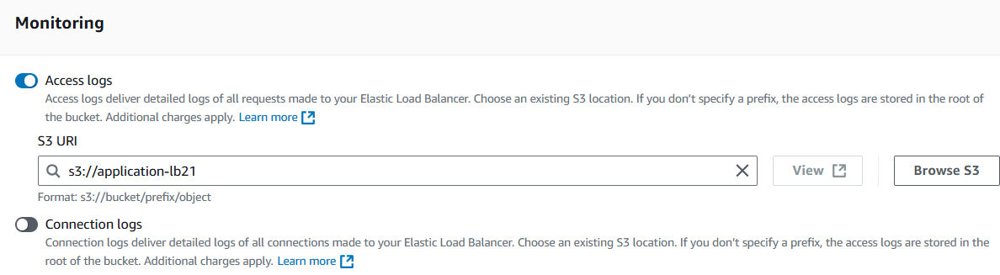 Monitoring
Access logs
Access logs deliver detailed logs of all requests made to your Elastic Load Balancer. Choose an existing S3 location. If you don’t specify a prefix, the access logs are stored in the root of
the bucket. Additional charges apply. Learn more
S3 URI
s3://application-lb21
View
Browse S3
Format: s3://bucket/prefix/object
Connection logs
Connection logs deliver detailed logs of all connections made to your Elastic Load Balancer. Choose an existing S3 location. If you don’t specify a prefix, the access logs are stored in the
root of the bucket. Additional charges apply. Learn more